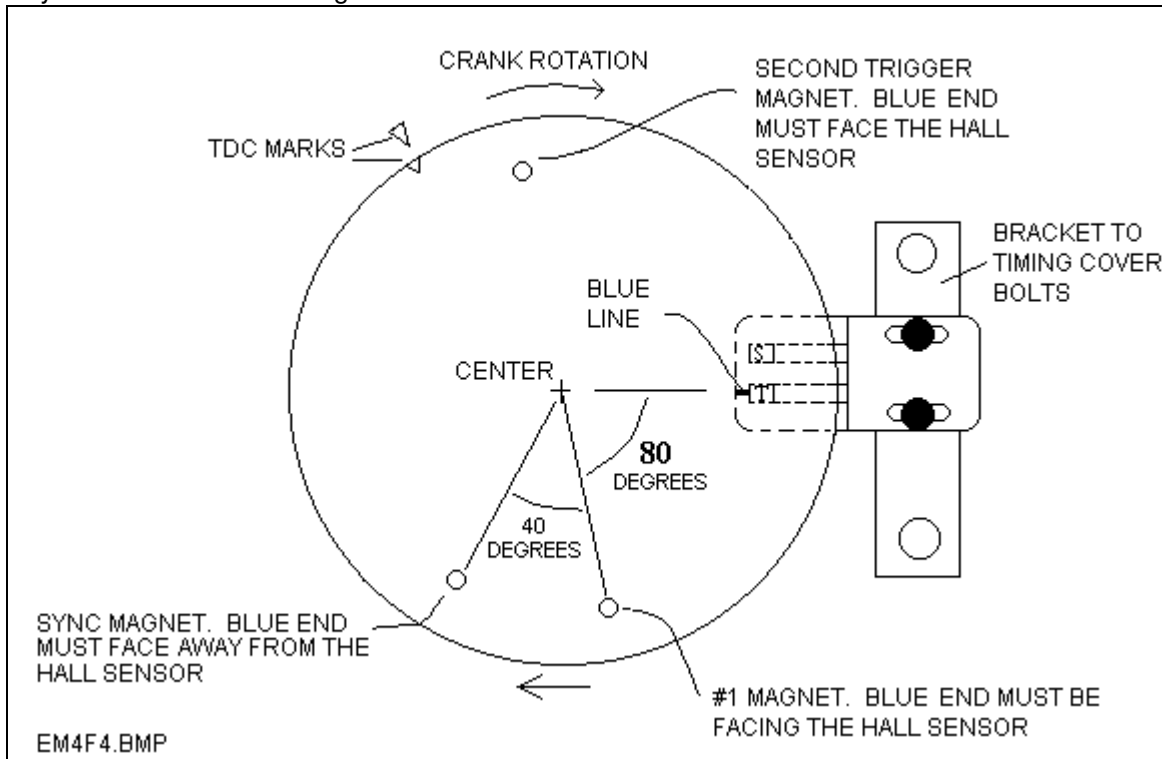 CRANK ROTATION
SECOND TRIGGER
MAGNET. BLUE END
MUST FACE THE HALL
SENSOR
TDC MARKS
BRACKET TO
TIMING COVER
BOLTS
BLUE
LINE
[S]
[T]
CENTER
80
DEGREES
40
DEGREES
SYNC MAGNET. BLUE END
MUST FACE AWAY FROM THE
HALL SENSOR
#1 MAGNET. BLUE END MUST BE
FACING THE HALL SENSOR
EM4F4.BMP